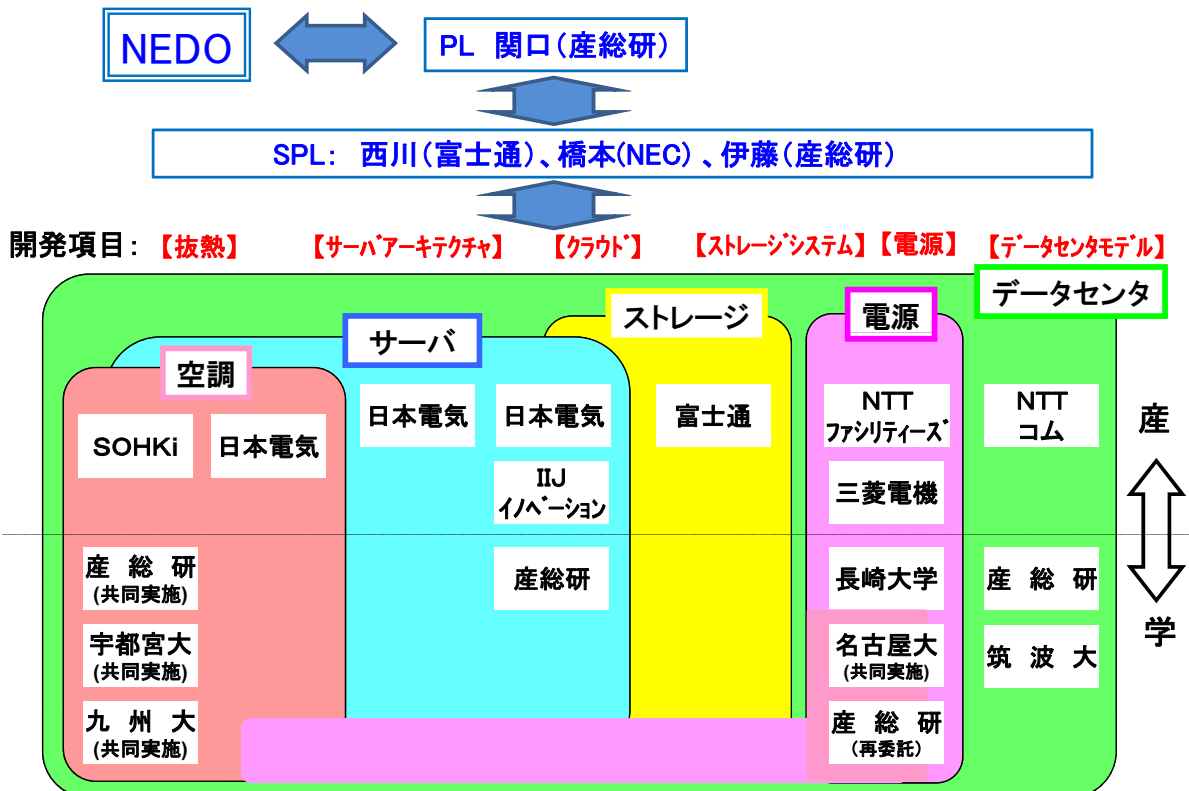 NEDO
PL 関口(産総研)
SPL: 西川(富士通)、橋本(NEC)、伊藤(産総研)
開発項目: 【抜熱】 【サーバアーキテクチャ】 【クラウド】 【ストレージシステム】 【電源】 【データセンタモデル】
データセンタ
ストレージ
電源
サーバ
空調
SOHKi
日本電気
日本電気
日本電気
富士通
NTT
ファシリティーズ
NTT
コム
産
IIJ
イノベーション
三菱電機
産 総 研
(共同実施)
産総研
長崎大学
産 総 研
学
宇都宮大
(共同実施)
名古屋大
(共同実施)
筑 波 大
九 州 大
(共同実施)
産 総 研
(再委託)